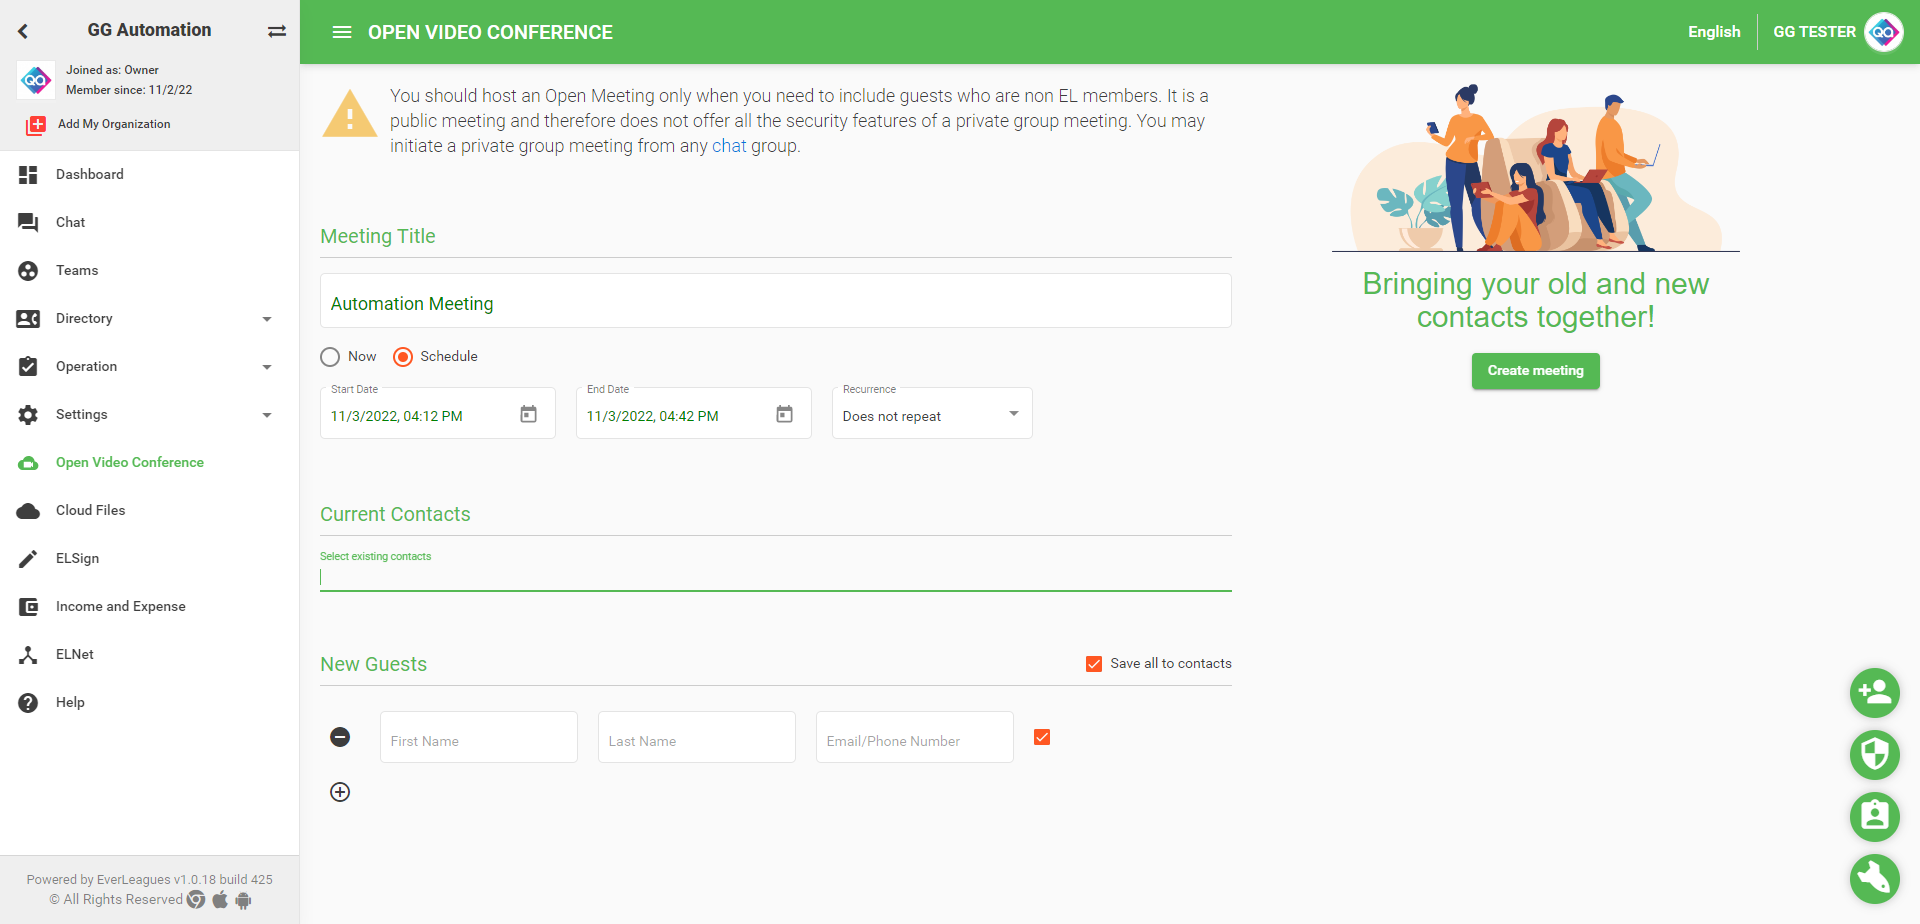 GG Automation
Joined as: Owner
Member since: 11/2/22
Add My Organization
Dashboard
Chat
Teams
Directory
Operation
Settings
Open Video Conference
Cloud Files
ELSign
Income and Expense
ELNet
Help
Powered by EverLeagues v1.0.18 build 425
© All Rights Reserved
OPEN VIDEO CONFERENCE
English
GG TESTER
QA
You should host an Open Meeting only when you need to include guests who are non EL members. It is a
public meeting and therefore does not offer all the security features of a private group meeting. You may
initiate a private group meeting from any chat group.
Meeting Title
Automation Meeting
Now
Schedule
Start Date
11/3/2022, 04:12 PM
End Date
11/3/2022, 04:42 PM
Recurrence
Does not repeat
Current Contacts
Select existing contacts
New Guests
Save all to contacts
First Name
Last Name
Email/Phone Number
Bringing your old and new
contacts together!
Create meeting